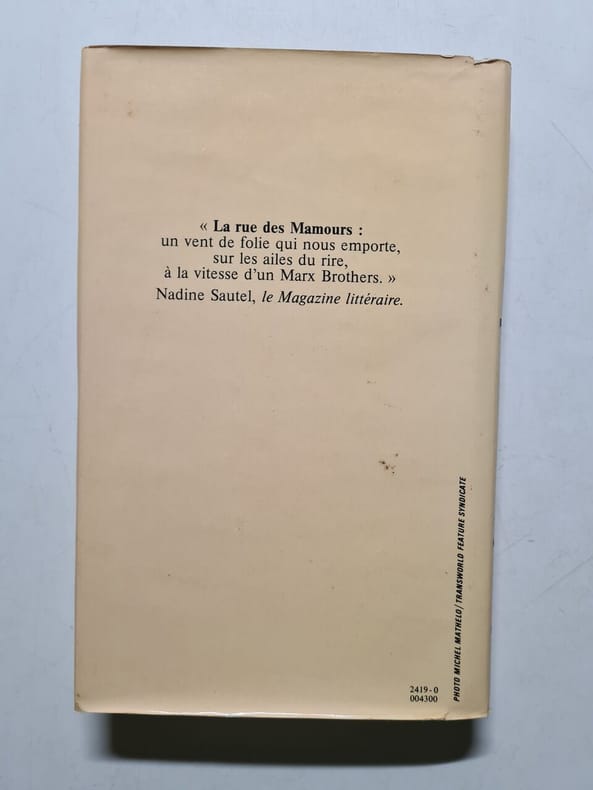 « La rue des Mamours :
un vent de folie qui nous emporte,
sur les ailes du rire,
à la vitesse d'un Marx Brothers. »
Nadine Sautel, le Magazine littéraire.
PHOTO MICHEL MATHELO/TRANSWORLD FEATURE SYNDICATE
2419-0
004300